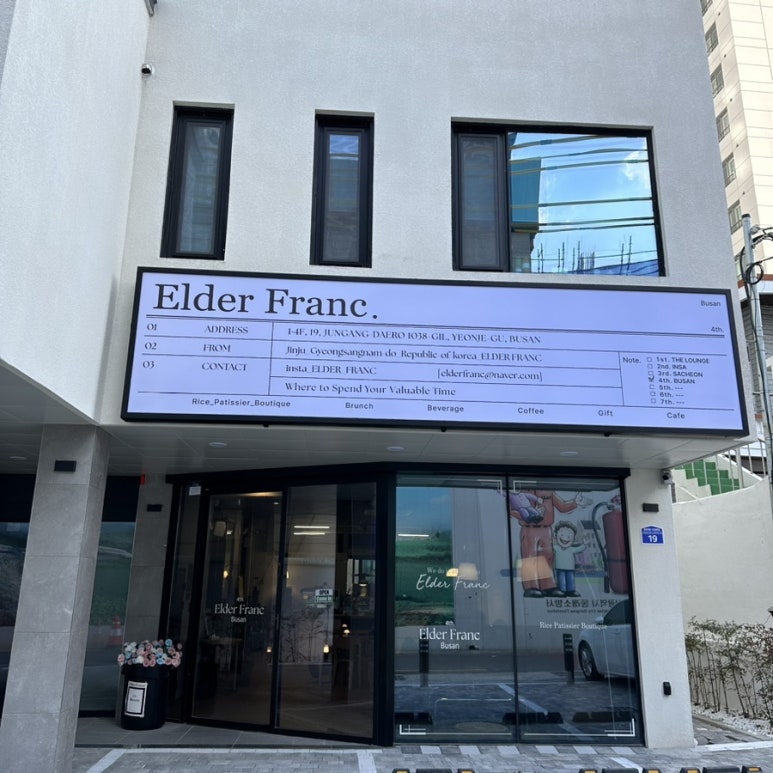 Elder Franc.
Busan
4th.
01 ADDRESS 1-4F, 19, JUNGANG-DAERO 1038-GIL, YEONJE-GU, BUSAN
02 FROM Jinju_Gyeongsangnam-do_Republic of korea_ELDER FRANC
03 CONTACT insta_ELDER_FRANC |elderfranc@naver.com|
Where to Spend Your Valuable Time
Note.
1st. THE LOUNGE
2nd. INSA
3rd. SACHEON
4th. BUSAN
5th. ---
6th. ---
7th. ---
Rice_Patissier_Boutique Brunch Beverage Coffee Gift Cafe
19
OPEN
4th.
Elder Franc
Busan
We do
Elder Franc
Elder Franc
Busan
Rice Patissier Boutique